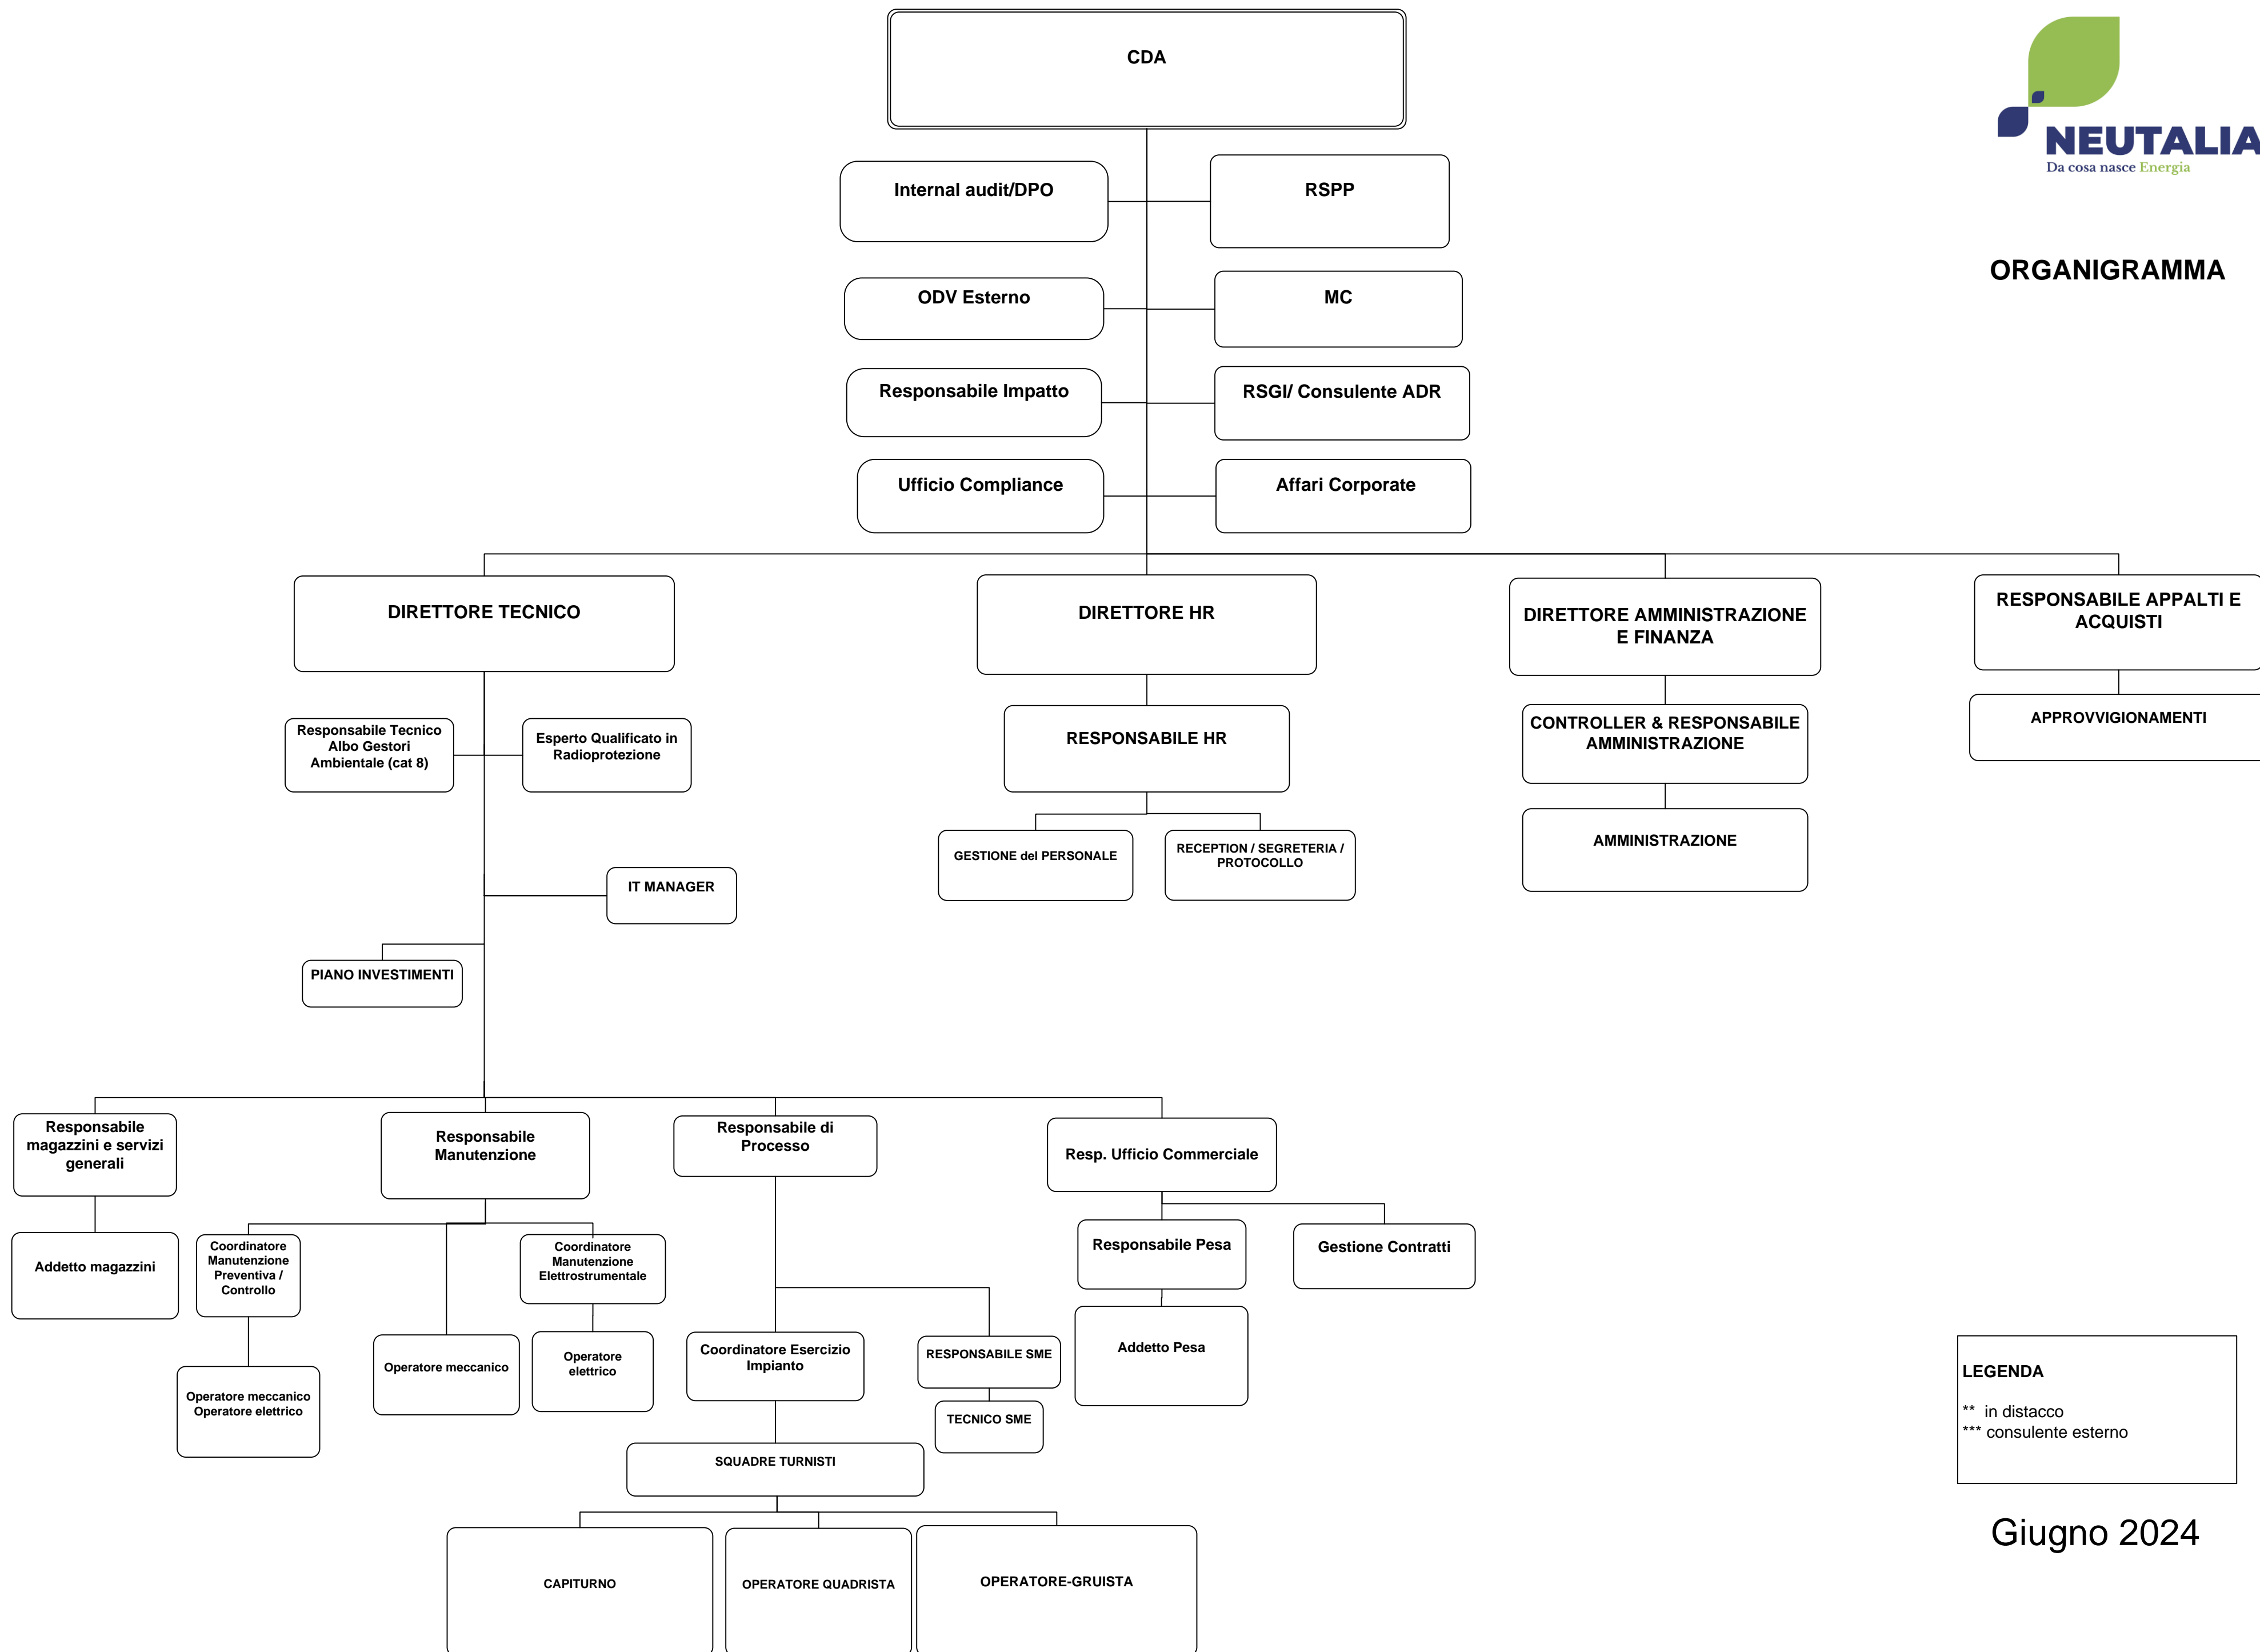 CDA
NEUTALIA
Da cosa nasce Energia
ORGANIGRAMMA
Internal audit/DPO
RSPP
ODV Esterno
MC
Responsabile Impatto
RSGI/ Consulente ADR
Ufficio Compliance
Affari Corporate
DIRETTORE TECNICO
DIRETTORE HR
DIRETTORE AMMINISTRAZIONE
E FINANZA
RESPONSABILE APPALTI E
ACQUISTI
Responsabile Tecnico
Albo Gestori
Ambientale (cat 8)
Esperto Qualificato in
Radioprotezione
RESPONSABILE HR
CONTROLLER & RESPONSABILE
AMMINISTRAZIONE
APPROVVIGIONAMENTI
GESTIONE del PERSONALE
RECEPTION / SEGRETERIA /
PROTOCOLLO
AMMINISTRAZIONE
IT MANAGER
PIANO INVESTIMENTI
Responsabile
magazzini e servizi
generali
Responsabile
Manutenzione
Responsabile di
Processo
Resp. Ufficio Commerciale
Addetto magazzini
Coordinatore
Manutenzione
Preventiva /
Controllo
Coordinatore
Manutenzione
Elettrostrumentale
Responsabile Pesa
Gestione Contratti
Operatore meccanico
Operatore elettrico
Operatore meccanico
Operatore
elettrico
Coordinatore Esercizio
Impianto
RESPONSABILE SME
Addetto Pesa
TECNICO SME
SQUADRE TURNISTI
CAPITURNO
OPERATORE QUADRISTA
OPERATORE-GRUISTA
LEGENDA
** in distacco
*** consulente esterno
Giugno 2024